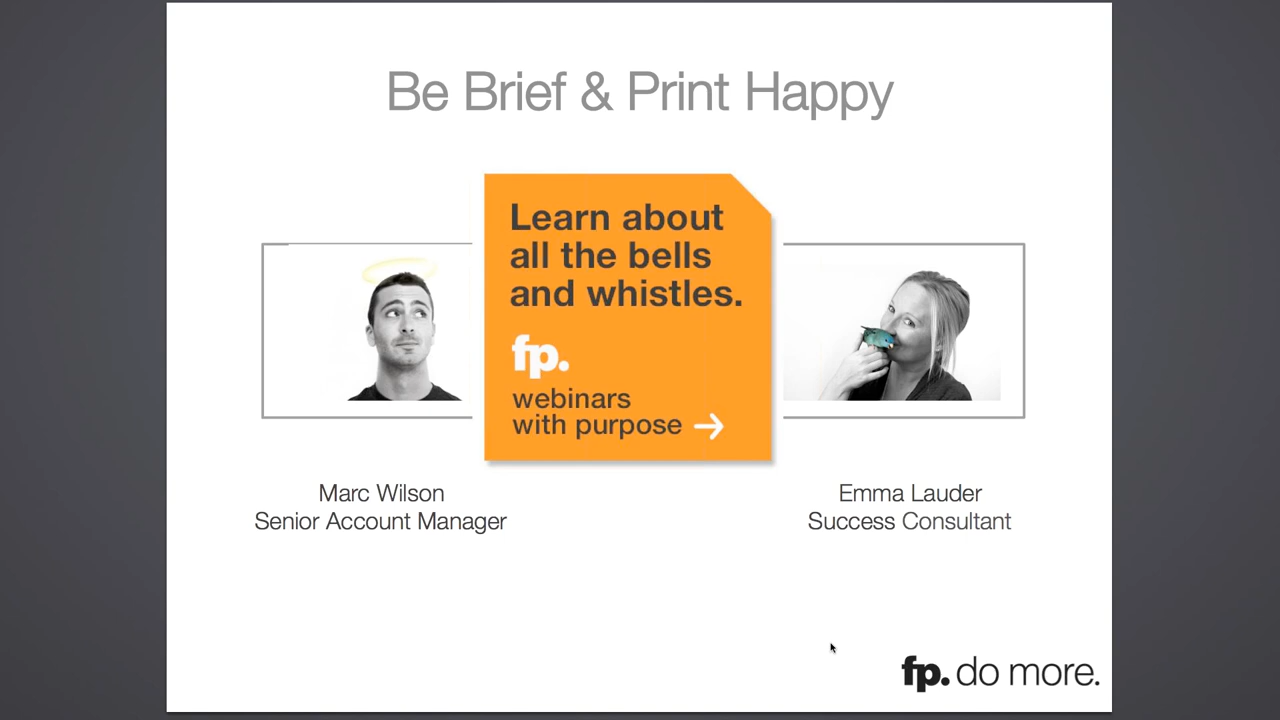 Be Brief & Print Happy
Learn about
all the bells
and whistles.
fp.
webinars
with purpose →
Marc Wilson
Senior Account Manager
Emma Lauder
Success Consultant
fp. do more.